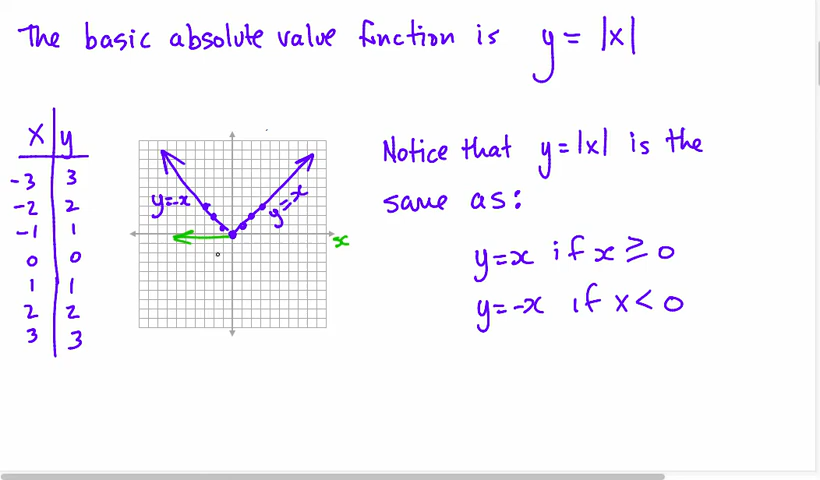 The basic absolute value function is y = |x|
x y
-3 3
-2 2
-1 1
0 0
1 1
2 2
3 3
y=-x
y=x
x
Notice that y=|x| is the
same as:
y=x if x ≥ 0
y=-x if x < 0